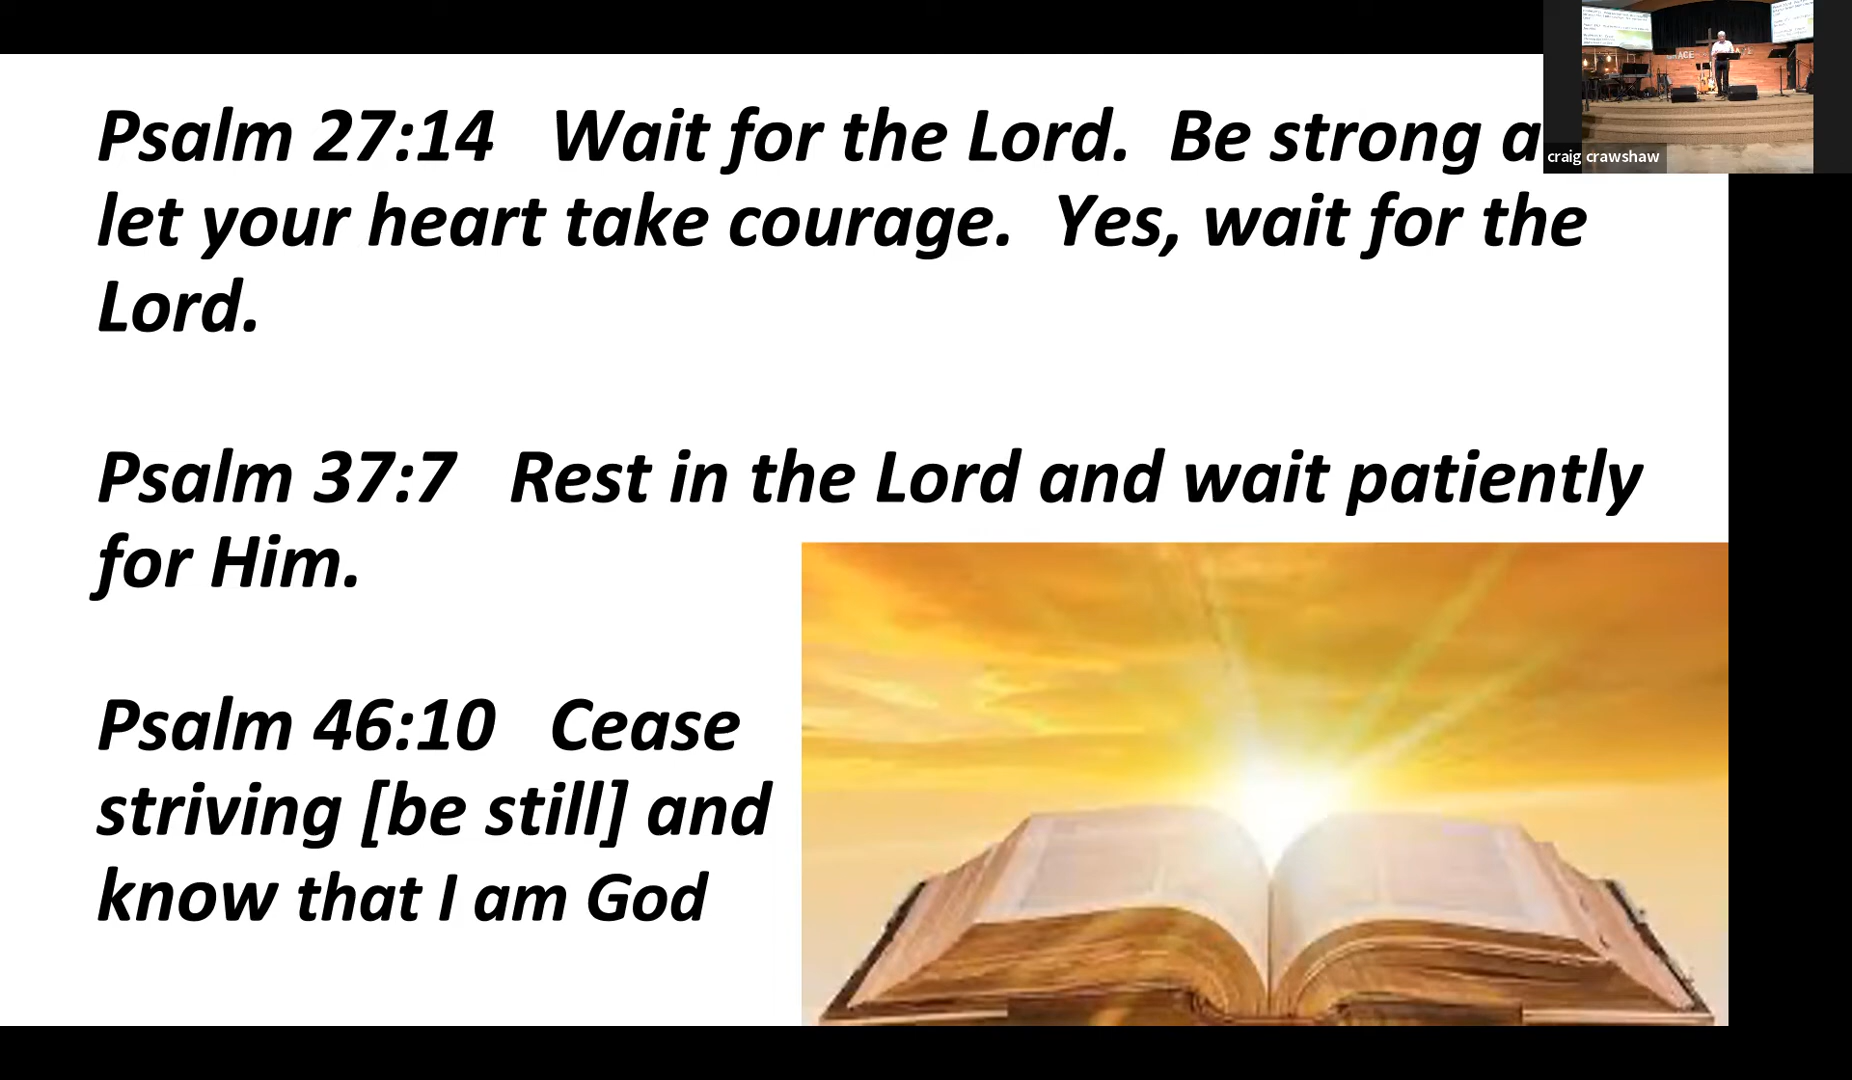 Psalm 27:14 Wait for the Lord. Be strong a
let your heart take courage. Yes, wait for the
Lord.
Psalm 37:7 Rest in the Lord and wait patiently
for Him.
Psalm 46:10 Cease
striving [be still] and
know that I am God
craig crawshaw